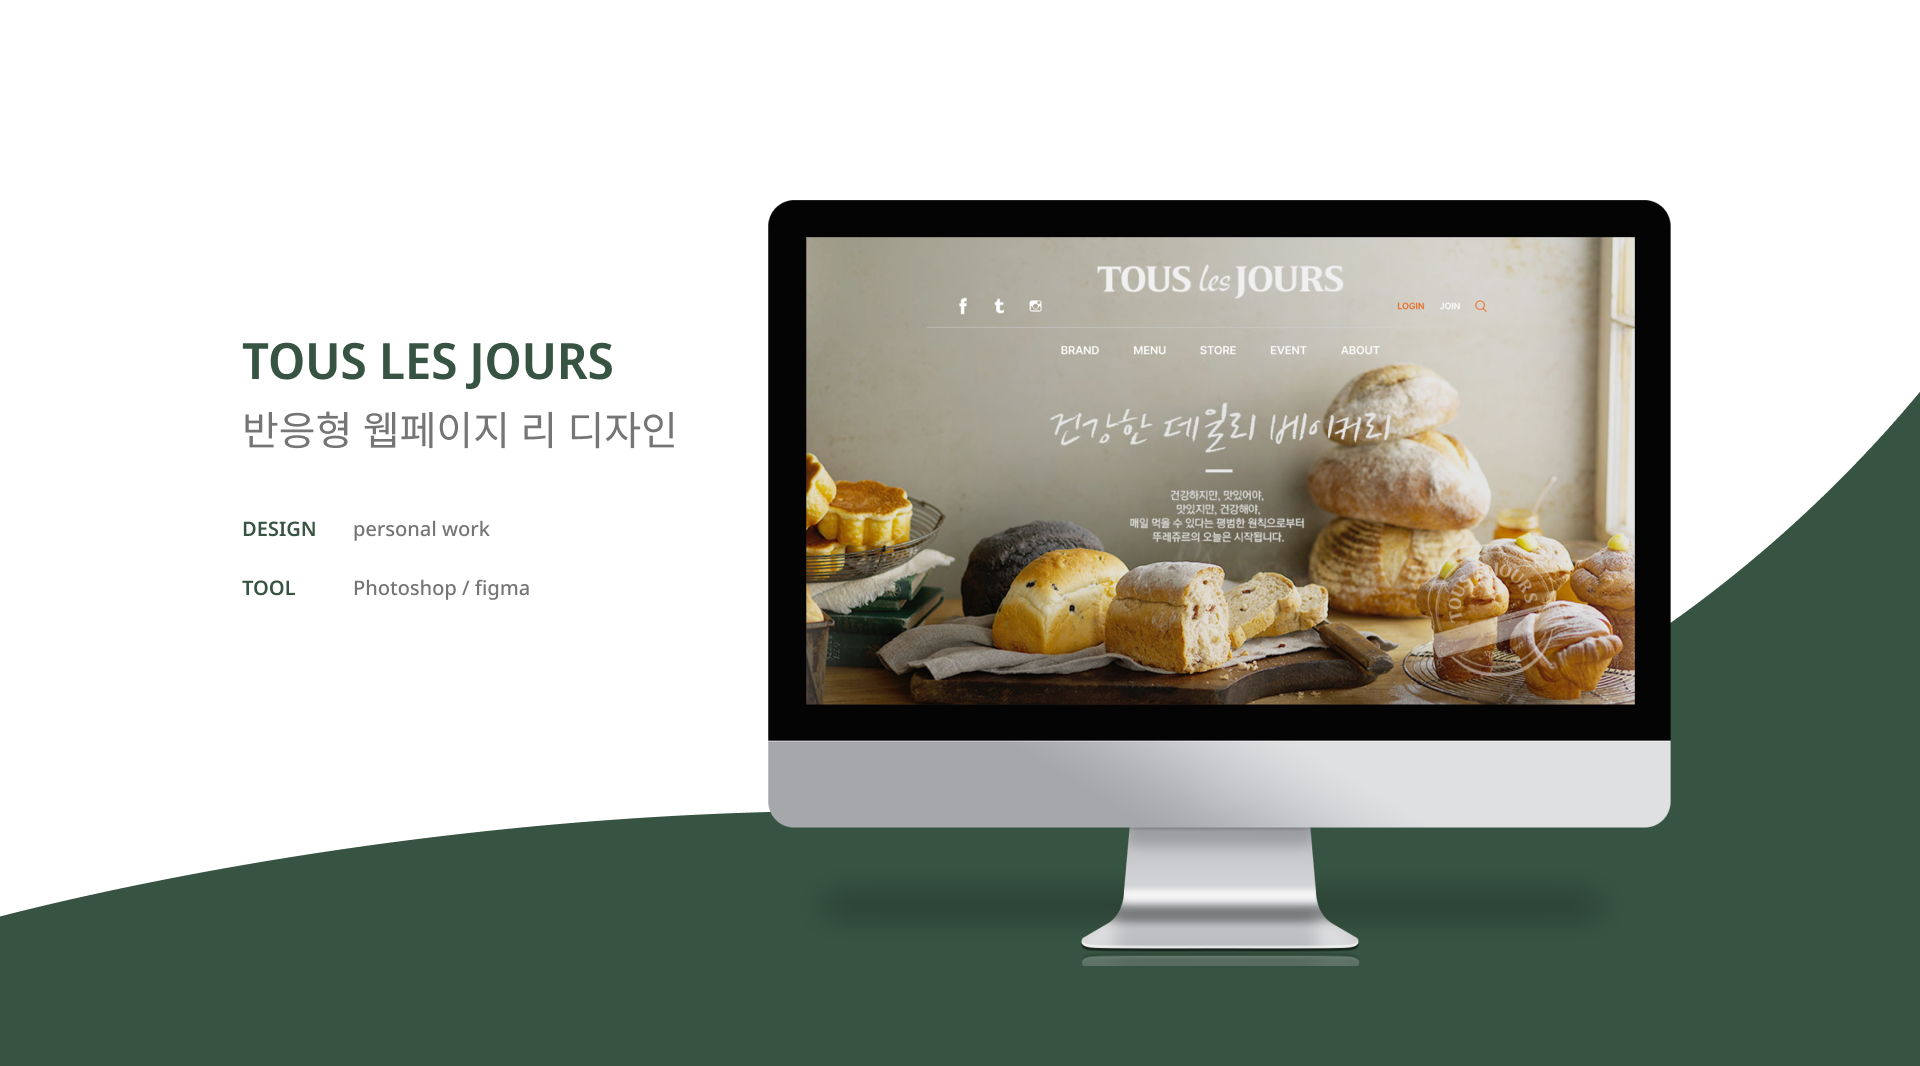 TOUS LES JOURS
반응형 웹페이지 리 디자인
DESIGN personal work
TOOL Photoshop / figma
TOUS les JOURS
LOGIN JOIN
BRAND MENU STORE EVENT ABOUT
건강한 데일리 베이커리
건강하지만, 맛있어야,
맛있지만, 건강해야,
매일 먹을 수 있다는 평범한 원칙으로부터
뚜레쥬르의 오늘은 시작됩니다.
TOUS JOURS